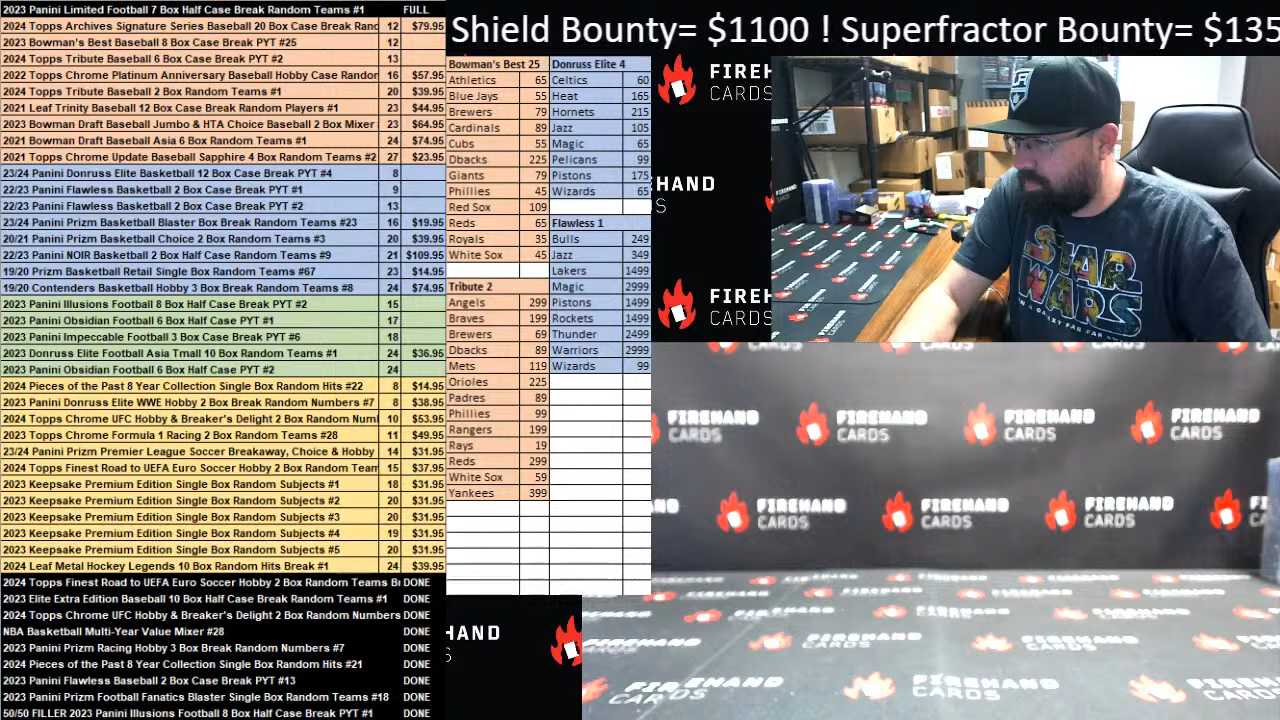 2023 Panini Limited Football 7 Box Half Case Break Random Teams #1 FULL
2024 Topps Archives Signature Series Baseball 20 Box Case Break Rand 12 $79.95
2023 Bowman's Best Baseball 8 Box Case Break PYT #25 12
2024 Topps Tribute Baseball 6 Box Case Break PYT #2 13
2022 Topps Chrome Platinum Anniversary Baseball Hobby Case Randor 16 $57.95
2024 Topps Tribute Baseball 2 Box Random Teams #1 20 $39.95
2021 Leaf Trinity Baseball 12 Box Case Break Random Players #1 23 $44.95
2023 Bowman Draft Baseball Jumbo & HTA Choice Baseball 2 Box Mixer 23 $64.95
2021 Bowman Draft Baseball Asia 6 Box Random Teams #1 24 $74.95
2021 Topps Chrome Update Baseball Sapphire 4 Box Random Teams #2 27 $23.95
23/24 Panini Donruss Elite Basketball 12 Box Case Break PYT #4 8
22/23 Panini Flawless Basketball 2 Box Case Break PYT #1 9
22/23 Panini Flawless Basketball 2 Box Case Break PYT #2 13
23/24 Panini Prizm Basketball Blaster Box Break Random Teams #23 16 $19.95
20/21 Panini Prizm Basketball Choice 2 Box Random Teams #3 20 $39.95
22/23 Panini NOIR Basketball 2 Box Case Break Random Teams #9 21 $109.95
19/20 Prizm Basketball Retail Single Box Random Teams #67 23 $14.95
19/20 Contenders Basketball Hobby 3 Box Break Random Teams #8 24 $74.95
2023 Panini Illusions Football 8 Box Half Case Break PYT #2 15
2023 Panini Obsidian Football 6 Box Half Case PYT #1 17
2023 Panini Impeccable Football 3 Box Case Break PYT #6 18
2023 Donruss Elite Football Asia Tmall 10 Box Random Teams #1 24 $36.95
2023 Panini Obsidian Football 6 Box Half Case PYT #2 24
2024 Pieces of the Past 8 Year Collection Single Box Random Hits #22 8 $14.95
2023 Panini Donruss Elite WWE Hobby 2 Box Break Random Numbers #7 8 $38.95
2024 Topps Chrome UFC Hobby & Breaker's Delight 2 Box Random Numl 10 $53.95
2023 Topps Chrome Formula 1 Racing 2 Box Random Teams #28 11 $49.95
23/24 Panini Prizm Premier League Soccer Breakaway, Choice & Hobby 14 $31.95
2024 Topps Finest Road to UEFA Euro Soccer Hobby 2 Box Random Team 15 $37.95
2023 Keepsake Premium Edition Single Box Random Subjects #1 18 $31.95
2023 Keepsake Premium Edition Single Box Random Subjects #2 20 $31.95
2023 Keepsake Premium Edition Single Box Random Subjects #3 20 $31.95
2023 Keepsake Premium Edition Single Box Random Subjects #4 19 $31.95
2023 Keepsake Premium Edition Single Box Random Subjects #5 20 $31.95
2024 Leaf Metal Hockey Legends 10 Box Random Hits Break #1 24 $39.95
2024 Topps Finest Road to UEFA Euro Soccer Hobby 2 Box Random Teams Br DONE
2023 Elite Extra Edition Baseball 10 Box Half Case Break Random Teams #1 DONE
2024 Topps Chrome UFC Hobby & Breaker's Delight 2 Box Random Numbers DONE
NBA Basketball Multi-Year Value Mixer #28 DONE
2023 Panini Prizm Racing Hobby 3 Box Break Random Numbers #7 DONE
2024 Pieces of the Past 8 Year Collection Single Box Random Hits #21 DONE
2023 Panini Flawless Basketball 2 Box Case Break PYT #13 DONE
2023 Panini Prizm Football Fanatics Blaster Single Box Random Teams #18 DONE
50/50 FILLER 2023 Panini Illusions Football 8 Box Half Case Break PYT #1 DONE
Shield Bounty= $1100 ! Superfractor Bounty= $135
Bowman's Best 25
Athletics 65
Blue Jays 55
Brewers 79
Cardinals 89
Cubs 55
Dbacks 225
Giants 79
Phillies 45
Red Sox 109
Reds 65
Royals 35
White Sox 45
Tribute 2
Angels 299
Braves 199
Brewers 69
Dbacks 89
Mets 119
Orioles 225
Padres 89
Phillies 99
Rangers 199
Rays 19
Reds 299
White Sox 59
Yankees 399
Donruss Elite 4
Celtics 60
Heat 165
Hornets 215
Jazz 105
Magic 65
Pelicans 99
Pistons 175
Wizards 65
Flawless 1
Bulls 249
Jazz 349
Lakers 1499
Magic 2999
Pistons 1499
Rockets 1499
Thunder 2499
Warriors 2999
Wizards 99
FIREH
CARDS
HAND
FIREH
CARDS
HAND
S
STAR
WARS
FIREHAND
CARDS
FIREHAND
CARDS
FIREHAND
CARDS
FIREHAND
CARDS
FIREHAND
CARDS
FIREHAND
CARDS
FIREHAND
CARDS